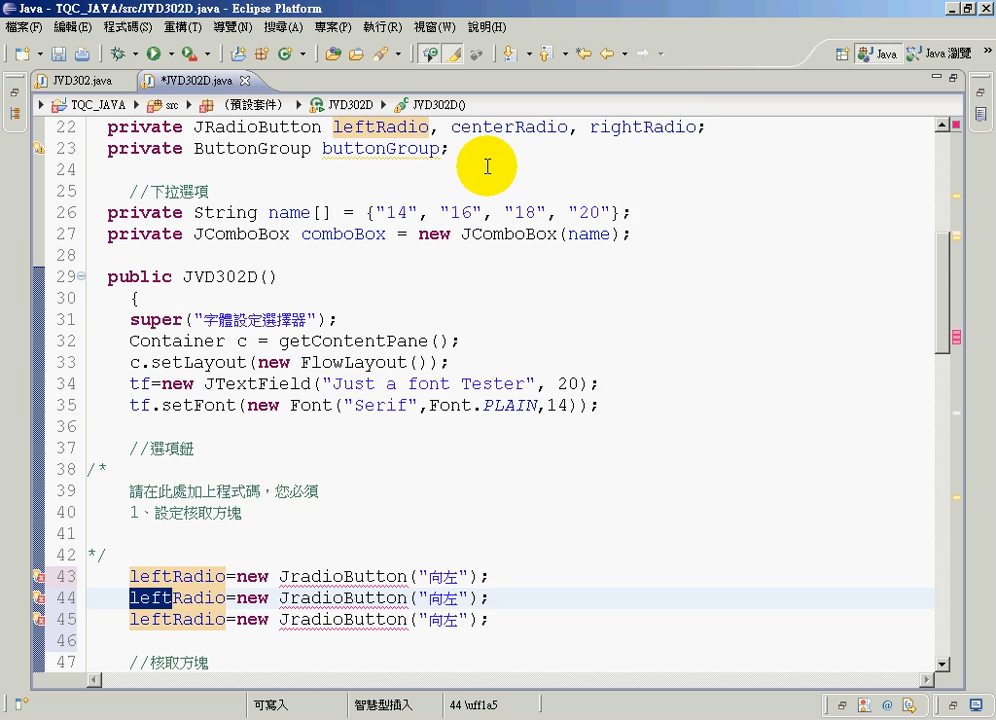 Java - TQC_JAVA/src/JVD302D.java - Eclipse Platform
檔案(F) 編輯(E) 程式碼(S) 重構(T) 導覽(N) 搜尋(A) 專案(P) 執行(R) 視窗(W) 說明(H)
Java Java 瀏覽 »
JVD302.java *JVD302D.java
TQC_JAVA src (預設套件) JVD302D JVD302D()
22 private JRadioButton leftRadio, centerRadio, rightRadio;
23 private ButtonGroup buttonGroup;
24
25 //下拉選項
26 private String name[] = {"14", "16", "18", "20"};
27 private JComboBox comboBox = new JComboBox(name);
28
29 public JVD302D()
30 {
31 super("字體設定選擇器");
32 Container c = getContentPane();
33 c.setLayout(new FlowLayout());
34 tf=new JTextField("Just a font Tester", 20);
35 tf.setFont(new Font("Serif",Font.PLAIN,14));
36
37 //選項鈕
38 /*
39 請在此處加上程式碼，您必須
40 1、設定核取方塊
41
42 */
43 leftRadio=new JradioButton("向左");
44 leftRadio=new JradioButton("向左");
45 leftRadio=new JradioButton("向左");
46
47 //核取方塊
可寫入 智慧型插入 44 \uff1a5